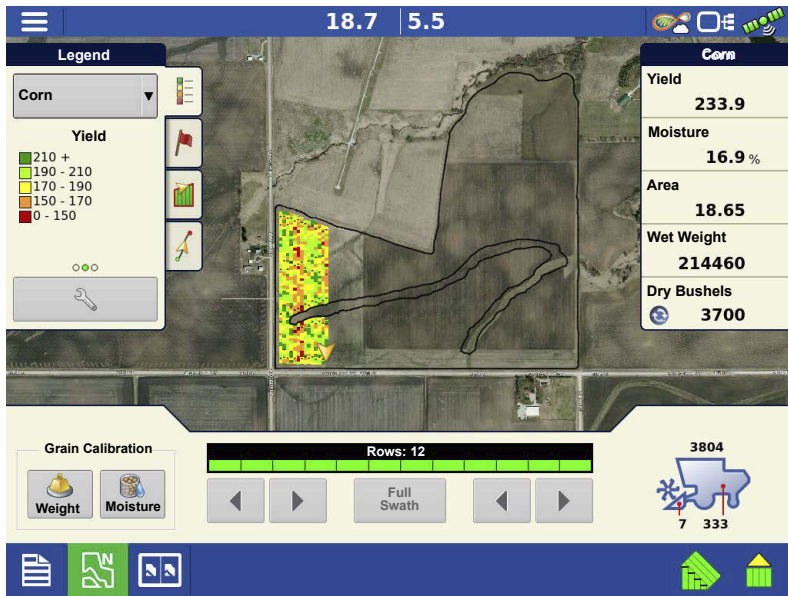 18.7 5.5
Legend
Corn
Yield
210 +
190 - 210
170 - 190
150 - 170
0 - 150
N
Corn
Yield
233.9
Moisture
16.9 %
Area
18.65
Wet Weight
214460
Dry Bushels
3700
Grain Calibration
Weight
Moisture
Rows: 12
Full
Swath
3804
7 333